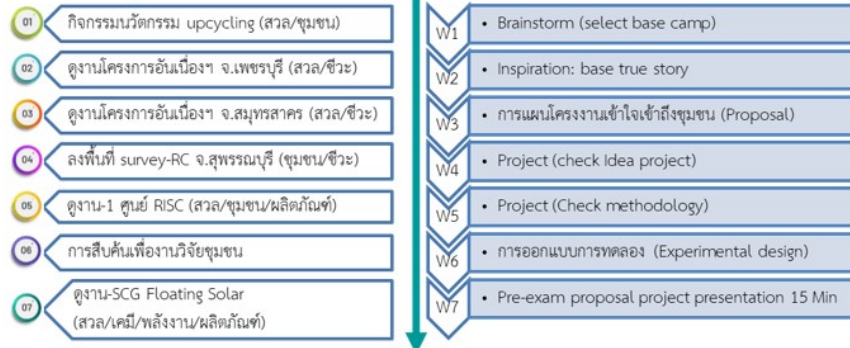 01
กิจกรรมนวัตกรรม upcycling (สวล/ชุมชน)
02
ดูงานโครงการอันเนื่องฯ จ.เพชรบุรี (สวล/ชีวะ)
03
ดูงานโครงการอันเนื่องฯ จ.สมุทรสาคร (สวล/ชีวะ)
04
ลงพื้นที่ survey-RC จ.สุพรรณบุรี (ชุมชน/ชีวะ)
05
ดูงาน-1 ศูนย์ RISC (สวล/ชุมชน/ผลิตภัณฑ์)
06
การสืบค้นเพื่องานวิจัยชุมชน
07
ดูงาน-SCG Floating Solar
(สวล/เคมี/พลังงาน/ผลิตภัณฑ์)
W1
• Brainstorm (select base camp)
W2
• Inspiration: base true story
W3
• การแผนโครงงานเข้าใจเข้าถึงชุมชน (Proposal)
W4
• Project (check Idea project)
W5
• Project (Check methodology)
W6
• การออกแบบการทดลอง (Experimental design)
W7
• Pre-exam proposal project presentation 15 Min